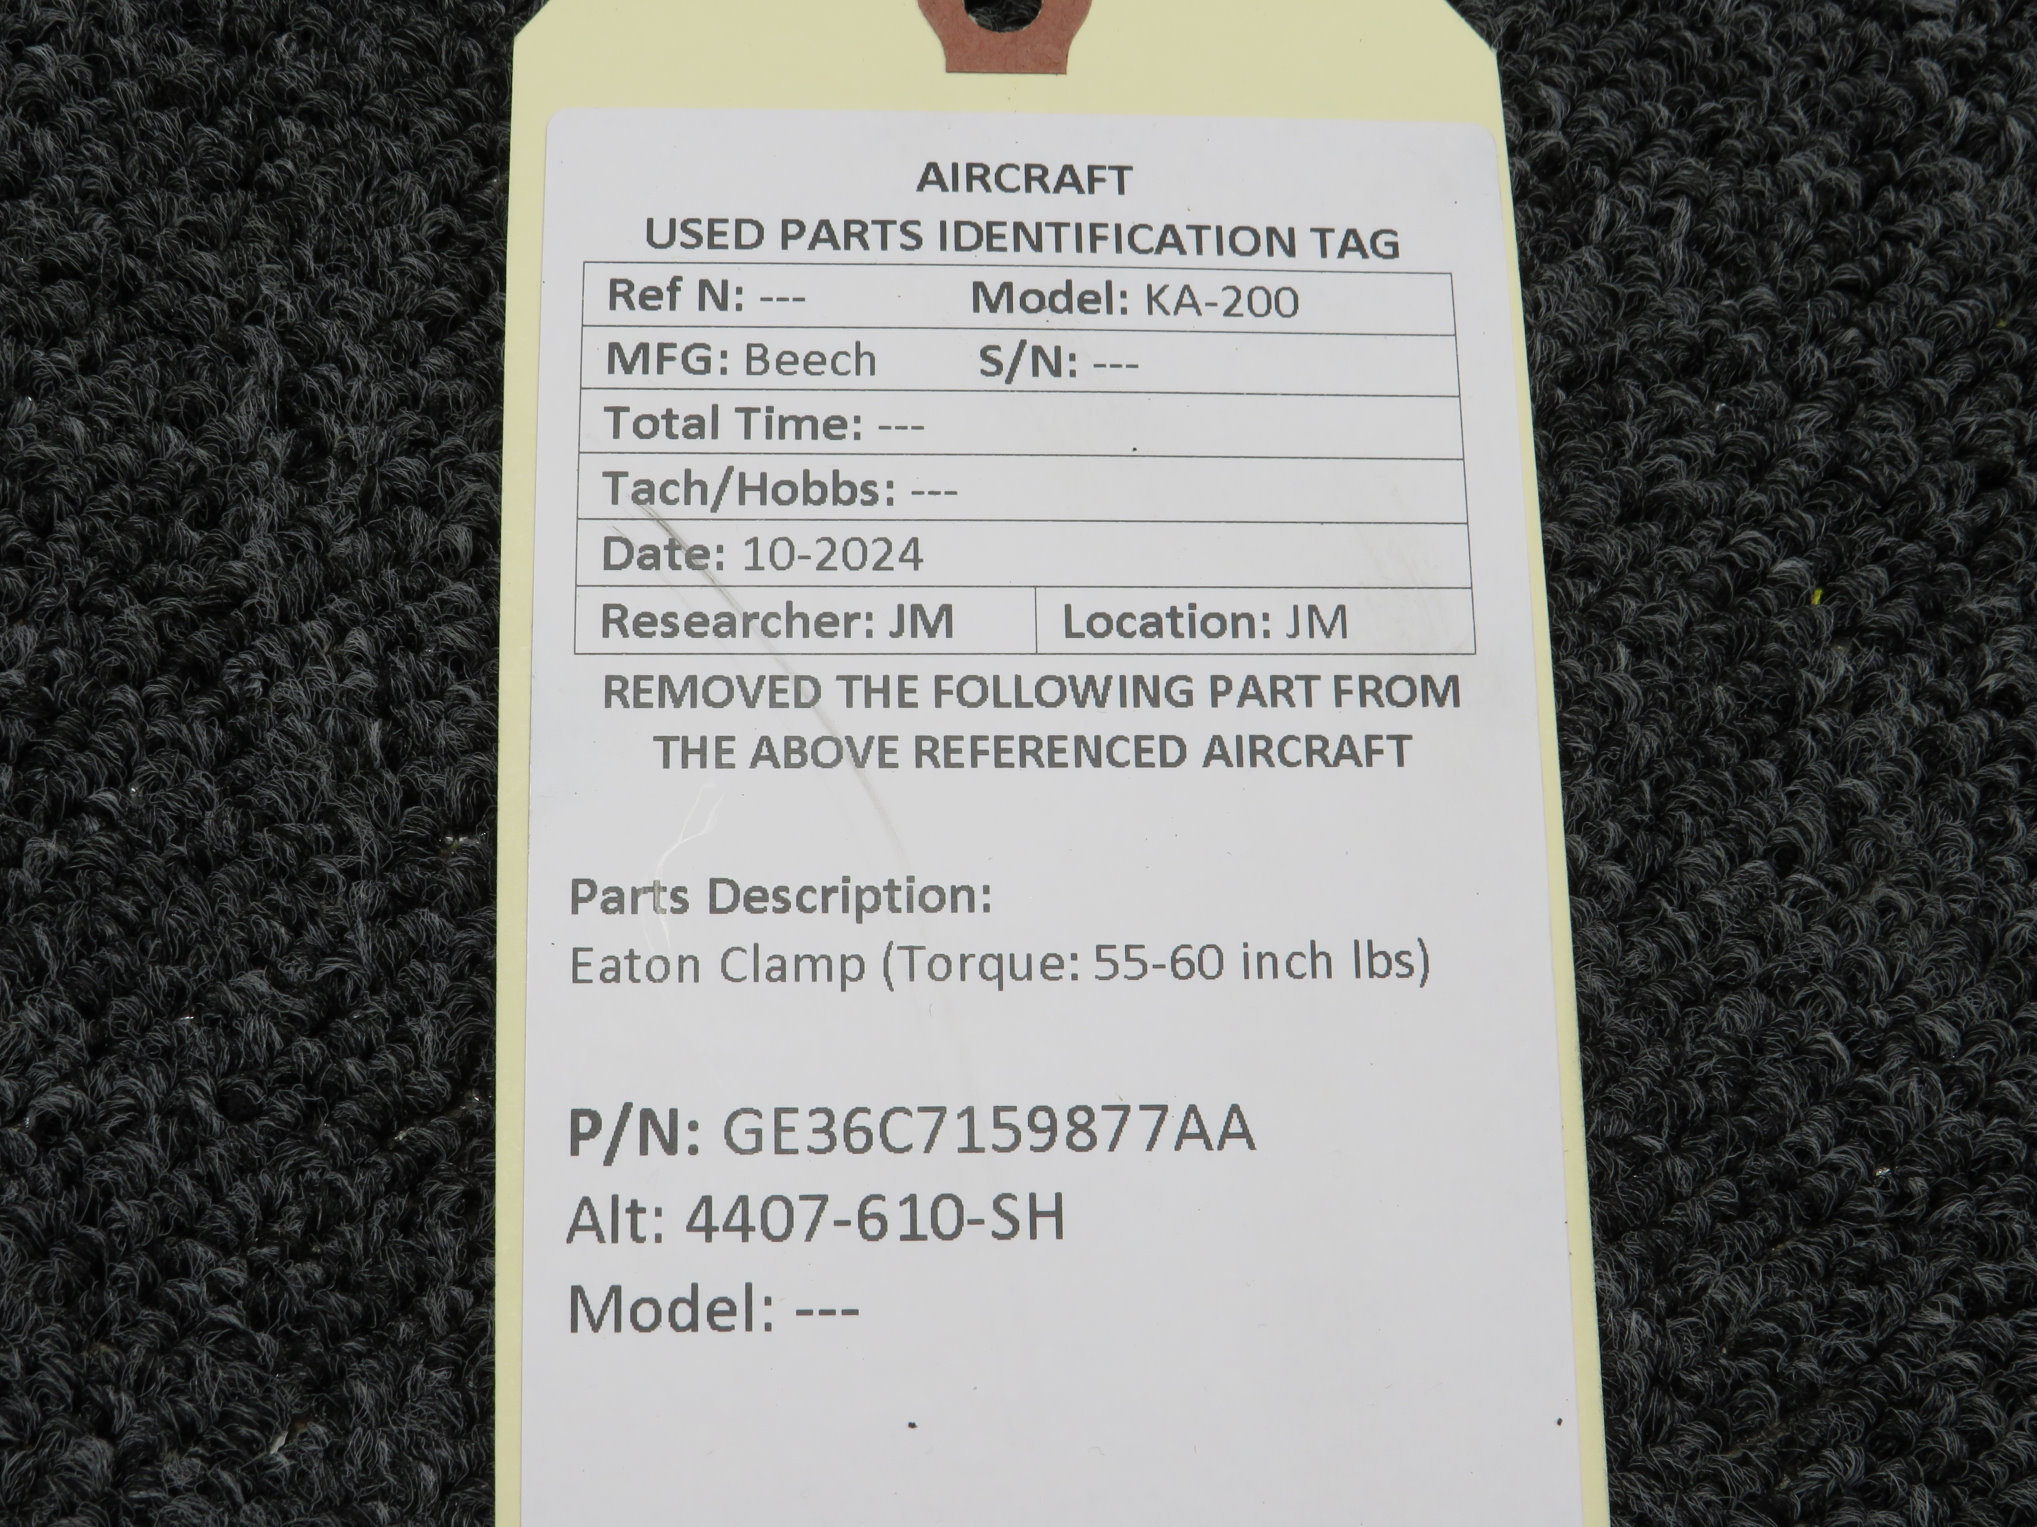 AIRCRAFT
USED PARTS IDENTIFICATION TAG
Ref N: --- Model: KA-200
MFG: Beech S/N: ---
Total Time: ---
Tach/Hobbs: ---
Date: 10-2024
Researcher: JM Location: JM
REMOVED THE FOLLOWING PART FROM
THE ABOVE REFERENCED AIRCRAFT
Parts Description:
Eaton Clamp (Torque: 55-60 inch lbs)
P/N: GE36C7159877AA
Alt: 4407-610-SH
Model: ---